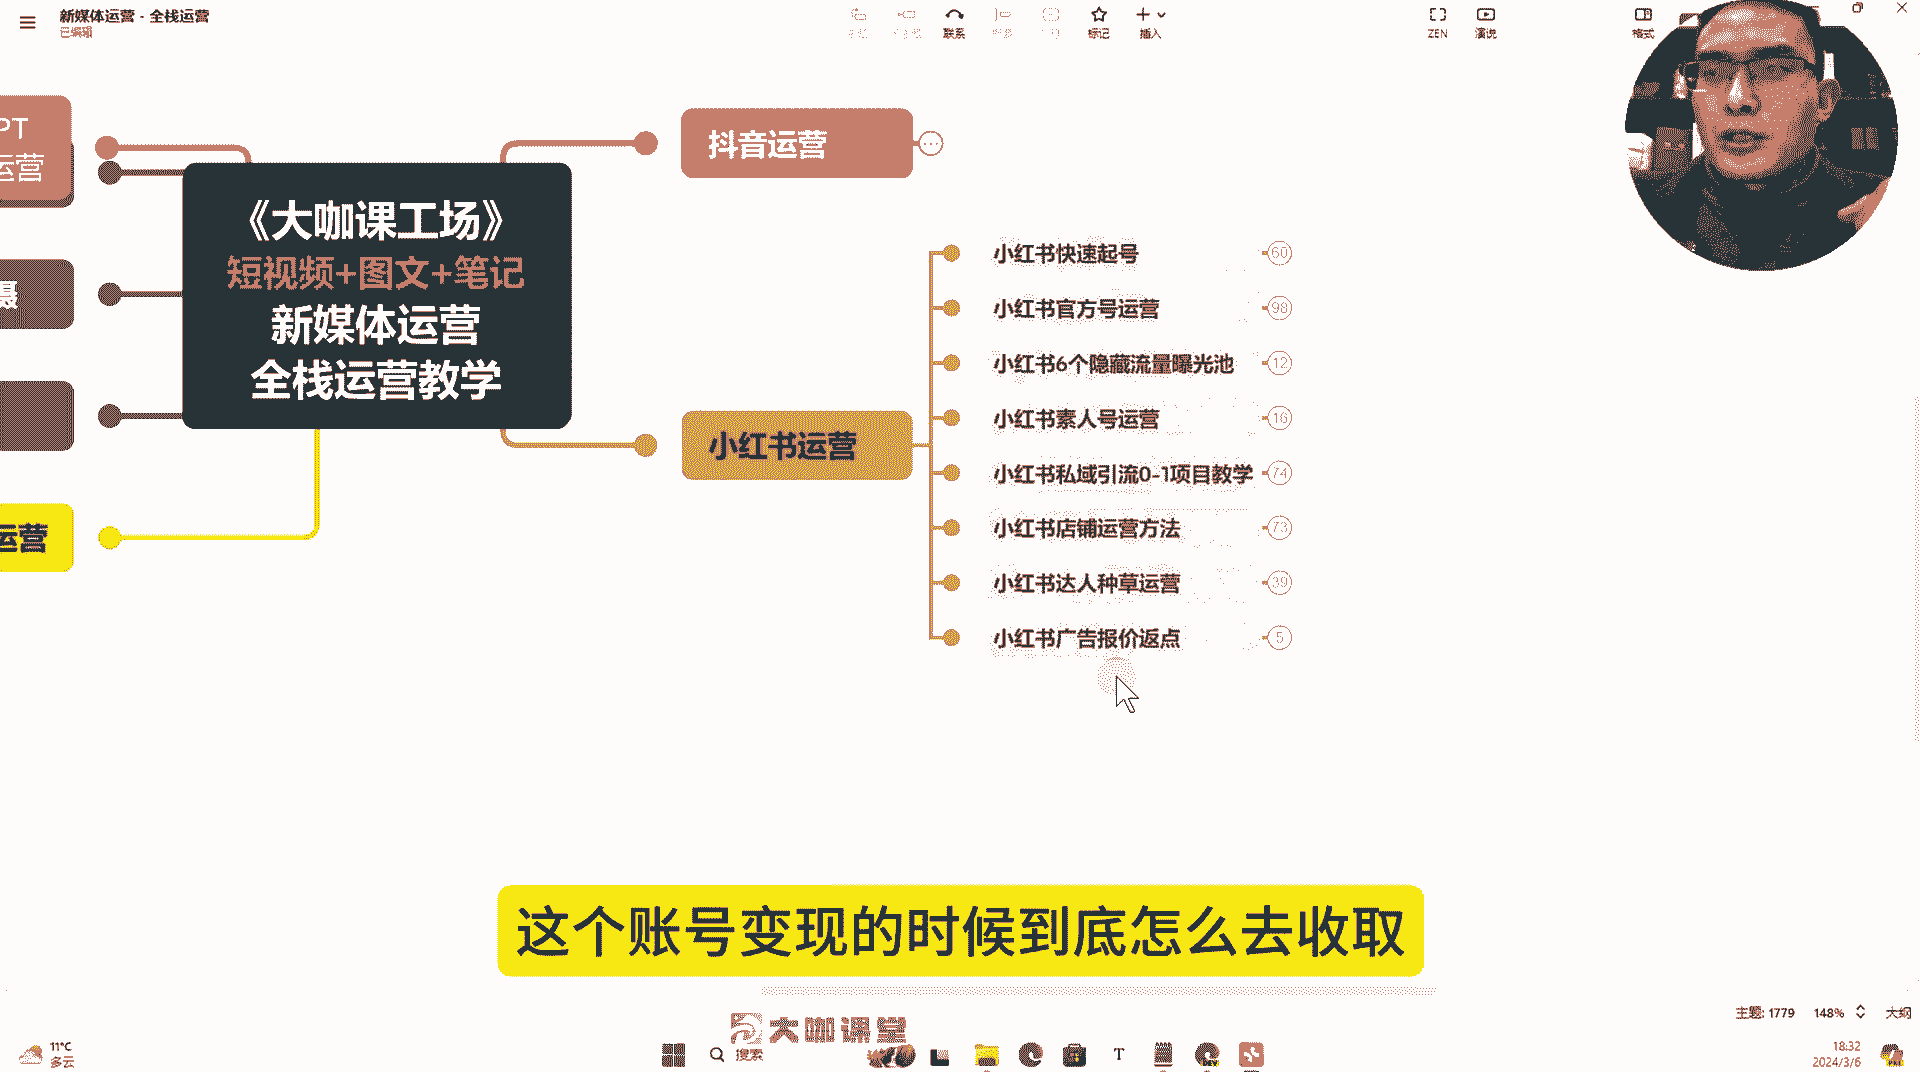 新媒体运营 - 全栈运营
已编辑
联系
标记
插入
ZEN
演说
格式
PT
运营
《大咖课工场》
短视频+图文+笔记
新媒体运营
全栈运营教学
运营
抖音运营
小红书运营
小红书快速起号 60
小红书官方号运营 98
小红书6个隐藏流量曝光池 12
小红书素人号运营 16
小红书私域引流0-1项目教学 74
小红书店铺运营方法 73
小红书达人种草运营 39
小红书广告报价返点 5
这个账号变现的时候到底怎么去收取
主题: 1779 148% 大纲
大咖课堂
11°C
多云
搜索
T
DEV
18:32
2024/3/6